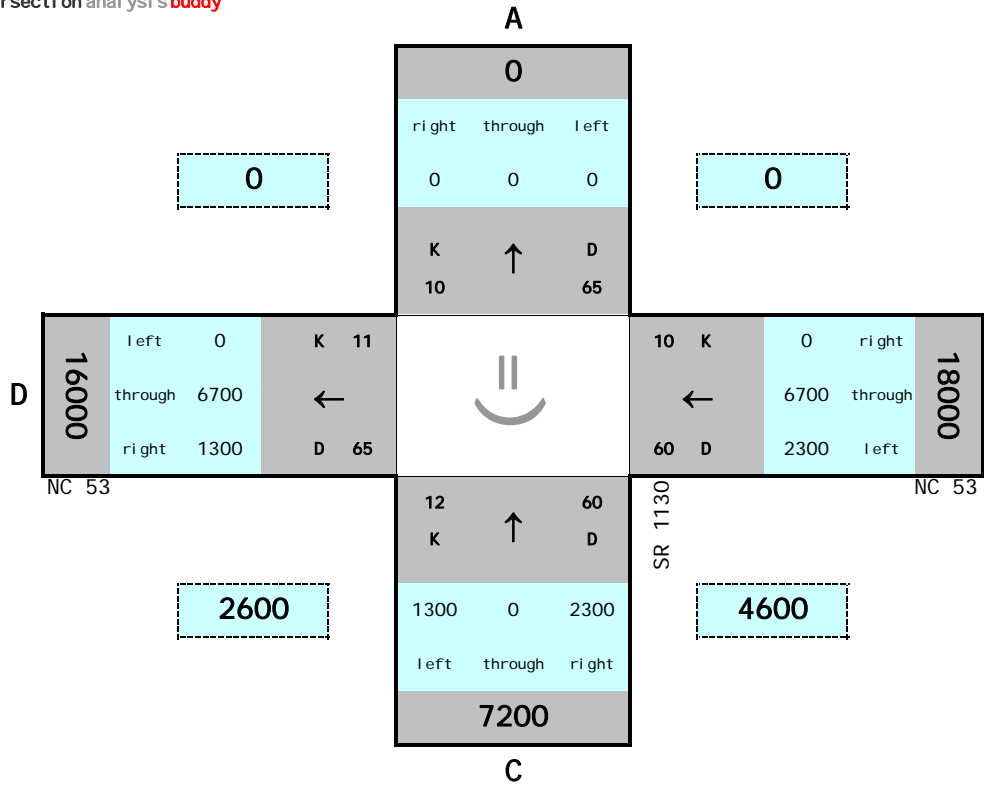 rsection analysis buddy
A
0
right through left
0 0 0
0
0
K D
10 65
left 0 K 11
10 K 0 right
16000
18000
D
through 6700
6700 through
right 1300 D 65
60 D 2300 left
NC 53
NC 53
SR 1130
12 60
K D
2600
1300 0 2300
4600
left through right
7200
C